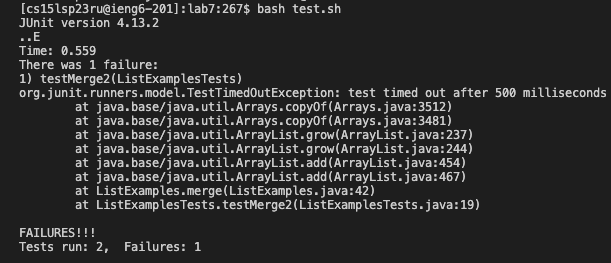 [cs15lsp23ru@ieng6-201]:lab7:267$ bash test.sh
JUnit version 4.13.2
..E
Time: 0.559
There was 1 failure:
1) testMerge2(ListExamplesTests)
org.junit.runners.model.TestTimedOutException: test timed out after 500 milliseconds
        at java.base/java.util.Arrays.copyOf(Arrays.java:3512)
        at java.base/java.util.Arrays.copyOf(Arrays.java:3481)
        at java.base/java.util.ArrayList.grow(ArrayList.java:237)
        at java.base/java.util.ArrayList.grow(ArrayList.java:244)
        at java.base/java.util.ArrayList.add(ArrayList.java:454)
        at java.base/java.util.ArrayList.add(ArrayList.java:467)
        at ListExamples.merge(ListExamples.java:42)
        at ListExamplesTests.testMerge2(ListExamplesTests.java:19)
FAILURES!!!
Tests run: 2,  Failures: 1